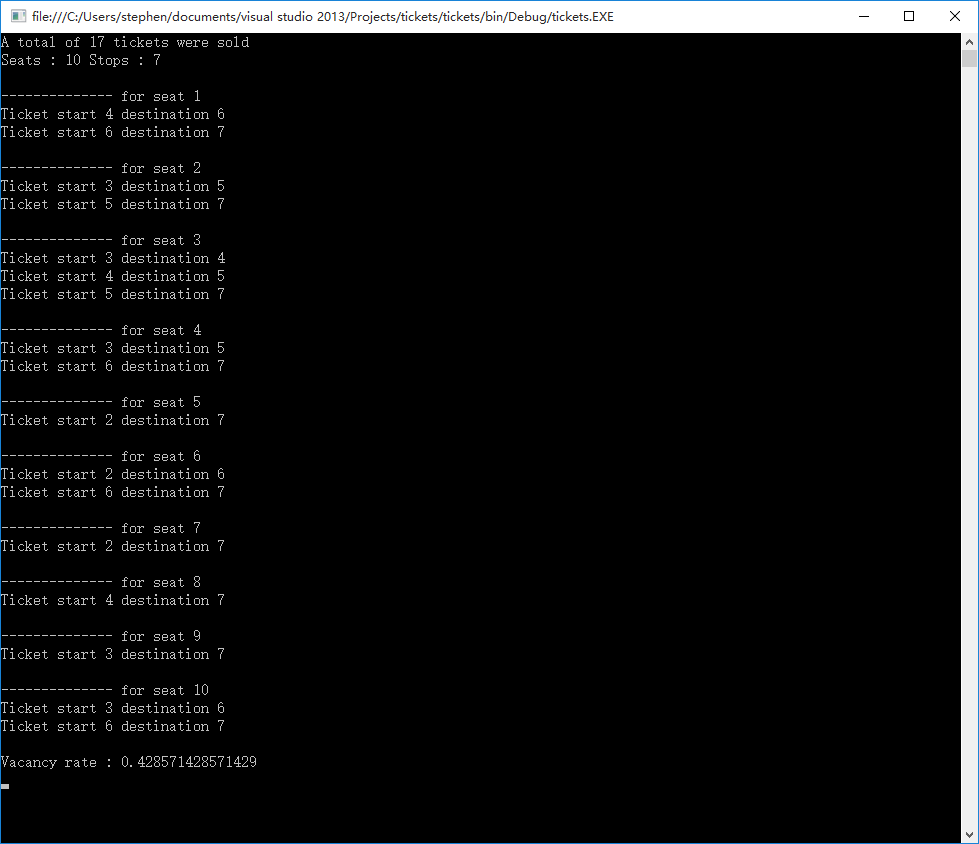 file:///C:/Users/stephen/documents/visual studio 2013/Projects/tickets/tickets/bin/Debug/tickets.EXE
A total of 17 tickets were sold
Seats : 10 Stops : 7
-------------- for seat 1
Ticket start 4 destination 6
Ticket start 6 destination 7
-------------- for seat 2
Ticket start 3 destination 5
Ticket start 5 destination 7
-------------- for seat 3
Ticket start 3 destination 4
Ticket start 4 destination 5
Ticket start 5 destination 7
-------------- for seat 4
Ticket start 3 destination 5
Ticket start 6 destination 7
-------------- for seat 5
Ticket start 2 destination 7
-------------- for seat 6
Ticket start 2 destination 6
Ticket start 6 destination 7
-------------- for seat 7
Ticket start 2 destination 7
-------------- for seat 8
Ticket start 4 destination 7
-------------- for seat 9
Ticket start 3 destination 7
-------------- for seat 10
Ticket start 3 destination 6
Ticket start 6 destination 7
Vacancy rate : 0.428571428571429